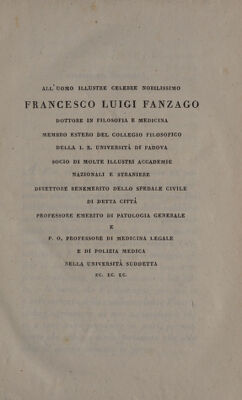 ALL'UOMO ILLUSTRE CELEBRE NOBILISSIMO
FRANCESCO LUIGI FANZAGO
DOTTORE IN FILOSOFIA E MEDICINA
MEMBRO ESTERO DEL COLLEGIO FILOSOFICO
DELLA I. R. UNIVERSITÀ DI PADOVA
SOCIO DI MOLTE ILLUSTRI ACCADEMIE
NAZIONALI E STRANIERE
DIRETTORE BENEMERITO DELLO SPEDALE CIVILE
DI DETTA CITTÀ
PROFESSORE EMERITO DI PATOLOGIA GENERALE
E
P. O. PROFESSORE DI MEDICINA LEGALE
E DI POLIZIA MEDICA
NELLA UNIVERSITÀ SUDDETTA
EC. EC. EC.